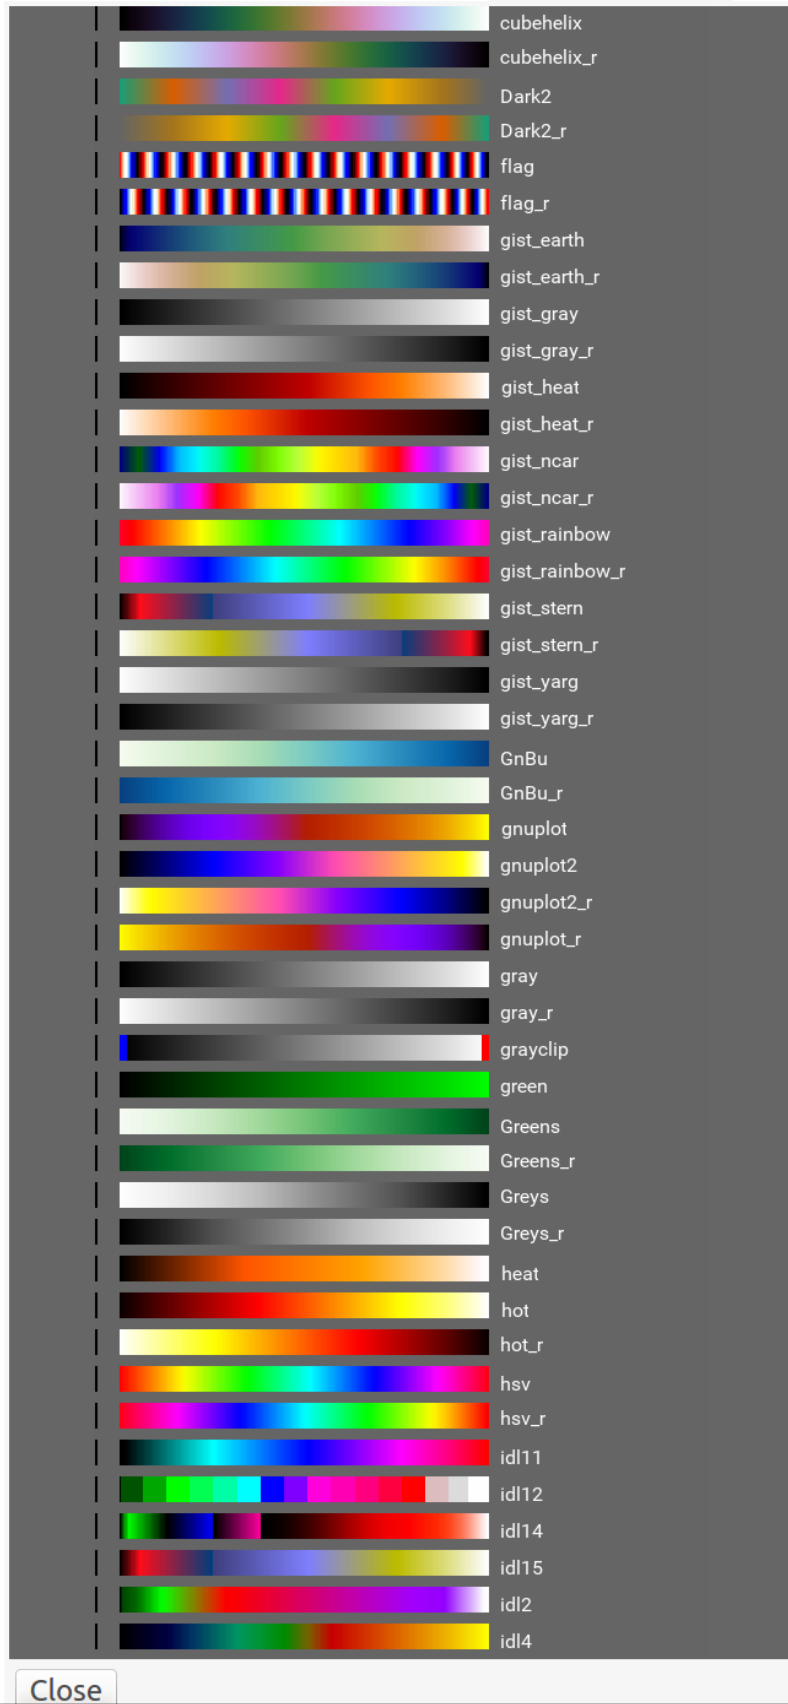 cubehelix
cubehelix_r
Dark2
Dark2_r
flag
flag_r
gist_earth
gist_earth_r
gist_gray
gist_gray_r
gist_heat
gist_heat_r
gist_ncar
gist_ncar_r
gist_rainbow
gist_rainbow_r
gist_stern
gist_stern_r
gist_yarg
gist_yarg_r
GnBu
GnBu_r
gnuplot
gnuplot2
gnuplot2_r
gnuplot_r
gray
gray_r
grayclip
green
Greens
Greens_r
Greys
Greys_r
heat
hot
hot_r
hsv
hsv_r
idl11
idl12
idl14
idl15
idl2
idl4
Close